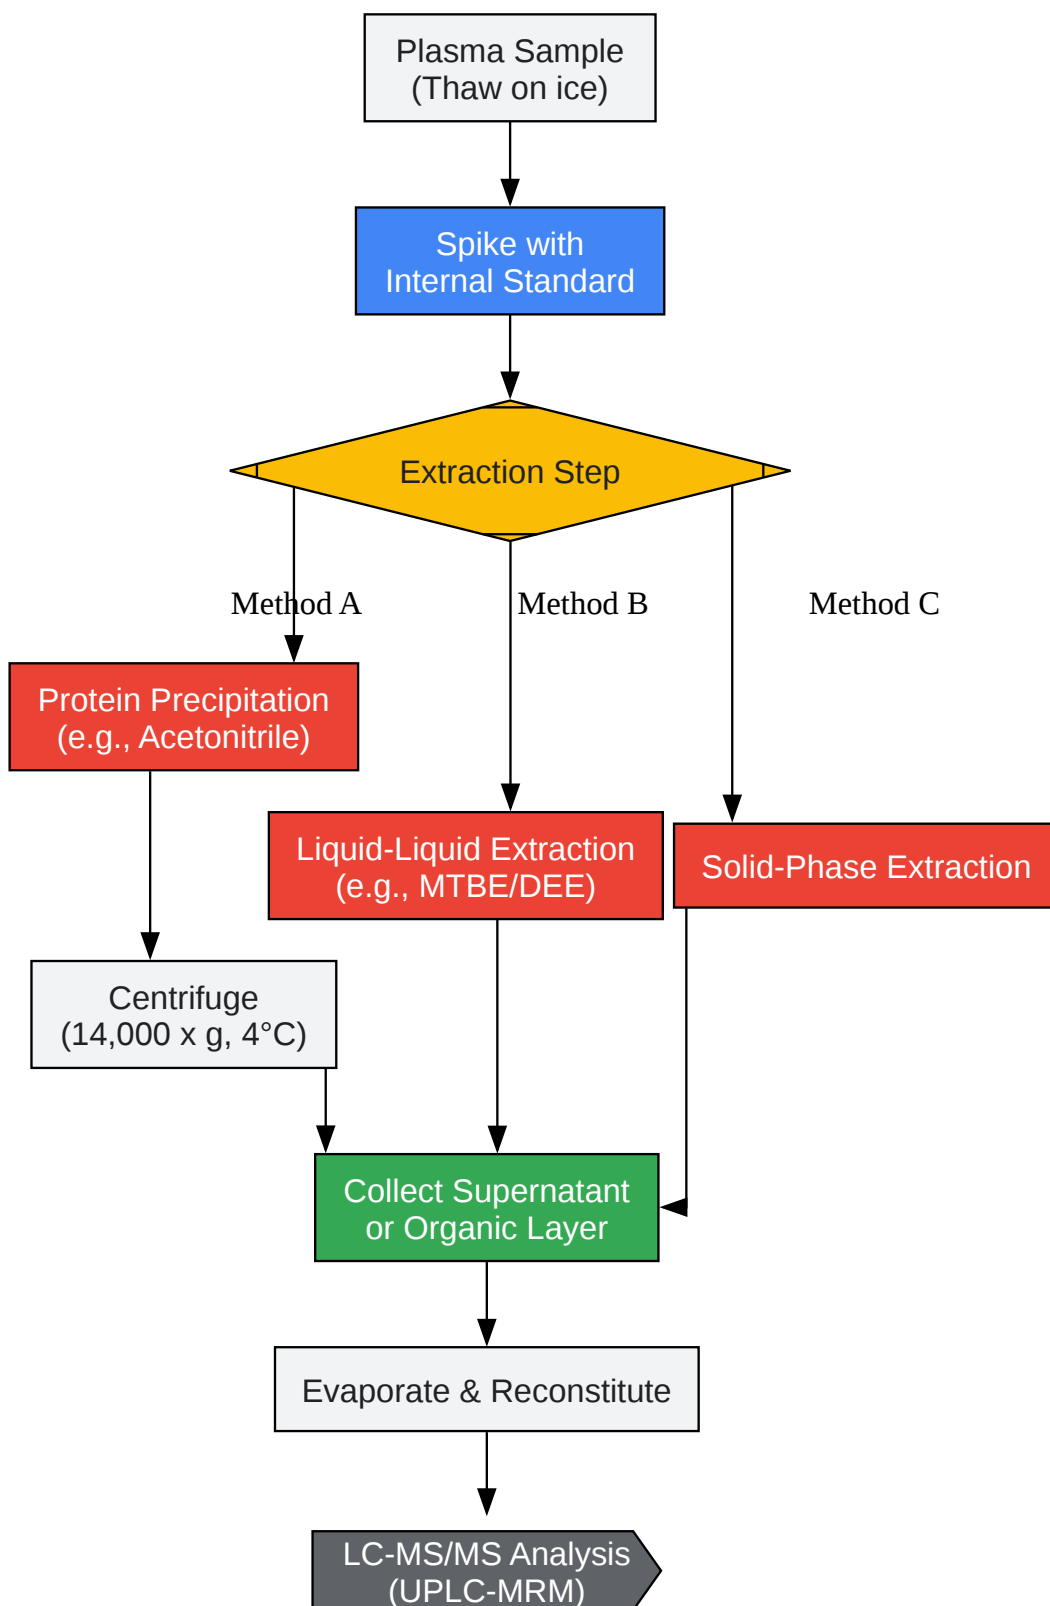 Plasma Sample
(Thaw on ice)
Spike with
Internal Standard
Extraction Step
Method A
Method B
Method C
Protein Precipitation
(e.g., Acetonitrile)
Liquid-Liquid Extraction
(e.g., MTBE/DEE)
Solid-Phase Extraction
Centrifuge
(14,000 x g, 4°C)
Collect Supernatant
or Organic Layer
Evaporate & Reconstitute
LC-MS/MS Analysis
(UPLC-MRM)